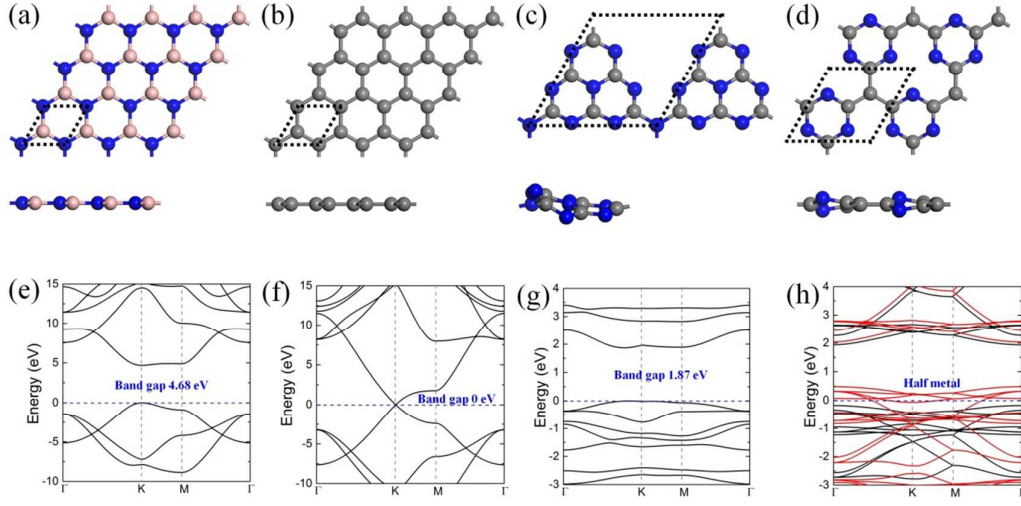 (a)
(b)
(c)
(d)
(e)
15
10
5
0
-5
-10
Energy (eV)
Band gap 4.68 eV
Γ
K
M
Γ
(f)
15
10
5
0
-5
-10
Energy (eV)
Band gap 0 eV
Γ
K
M
Γ
(g)
4
3
2
1
0
-1
-2
-3
Energy (eV)
Band gap 1.87 eV
Γ
K
M
Γ
(h)
4
3
2
1
0
-1
-2
-3
Energy (eV)
Half metal
Γ
K
M
Γ